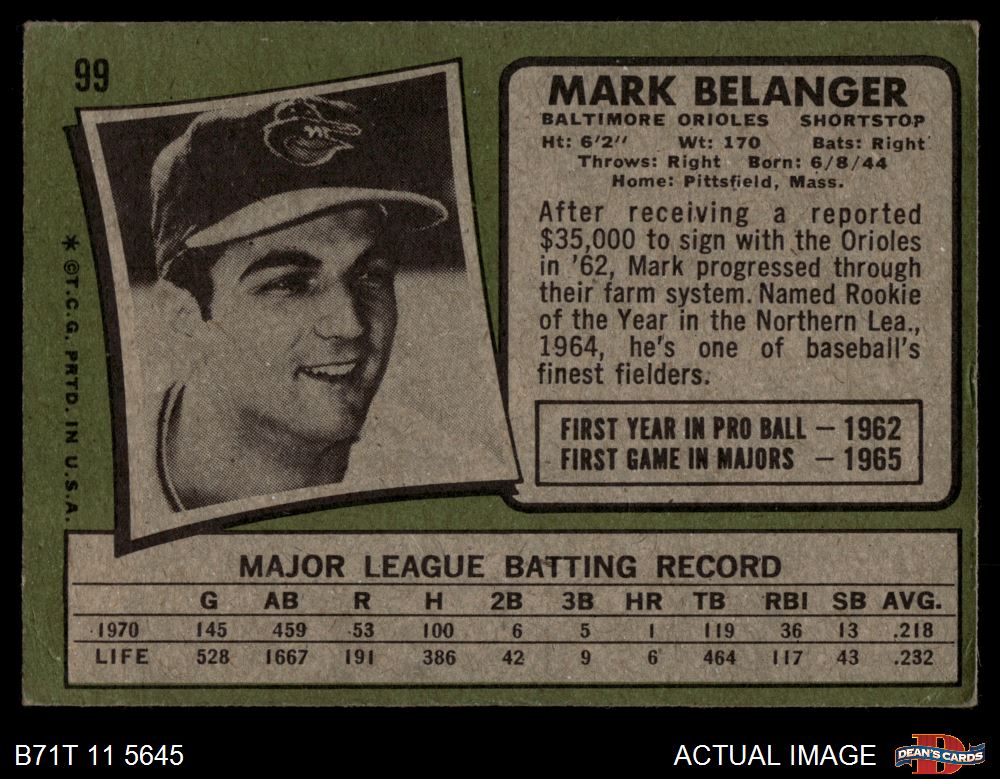 99
MARK BELANGER
BALTIMORE ORIOLES SHORTSTOP
Ht: 6'2" Wt: 170 Bats: Right
Throws: Right Born: 6/8/44
Home: Pittsfield, Mass.
After receiving a reported
$35,000 to sign with the Orioles
in '62, Mark progressed through
their farm system. Named Rookie
of the Year in the Northern Lea.,
1964, he's one of baseball's
finest fielders.
FIRST YEAR IN PRO BALL — 1962
FIRST GAME IN MAJORS — 1965
* © T.C.G. PRTD. IN U.S.A.
MAJOR LEAGUE BATTING RECORD
G AB R H 2B 3B HR TB RBI SB AVG.
1970 145 459 53 100 6 5 1 119 36 13 .218
LIFE 528 1667 191 386 42 9 6 464 117 43 .232
B71T 11 5645 ACTUAL IMAGE DEAN'S CARDS